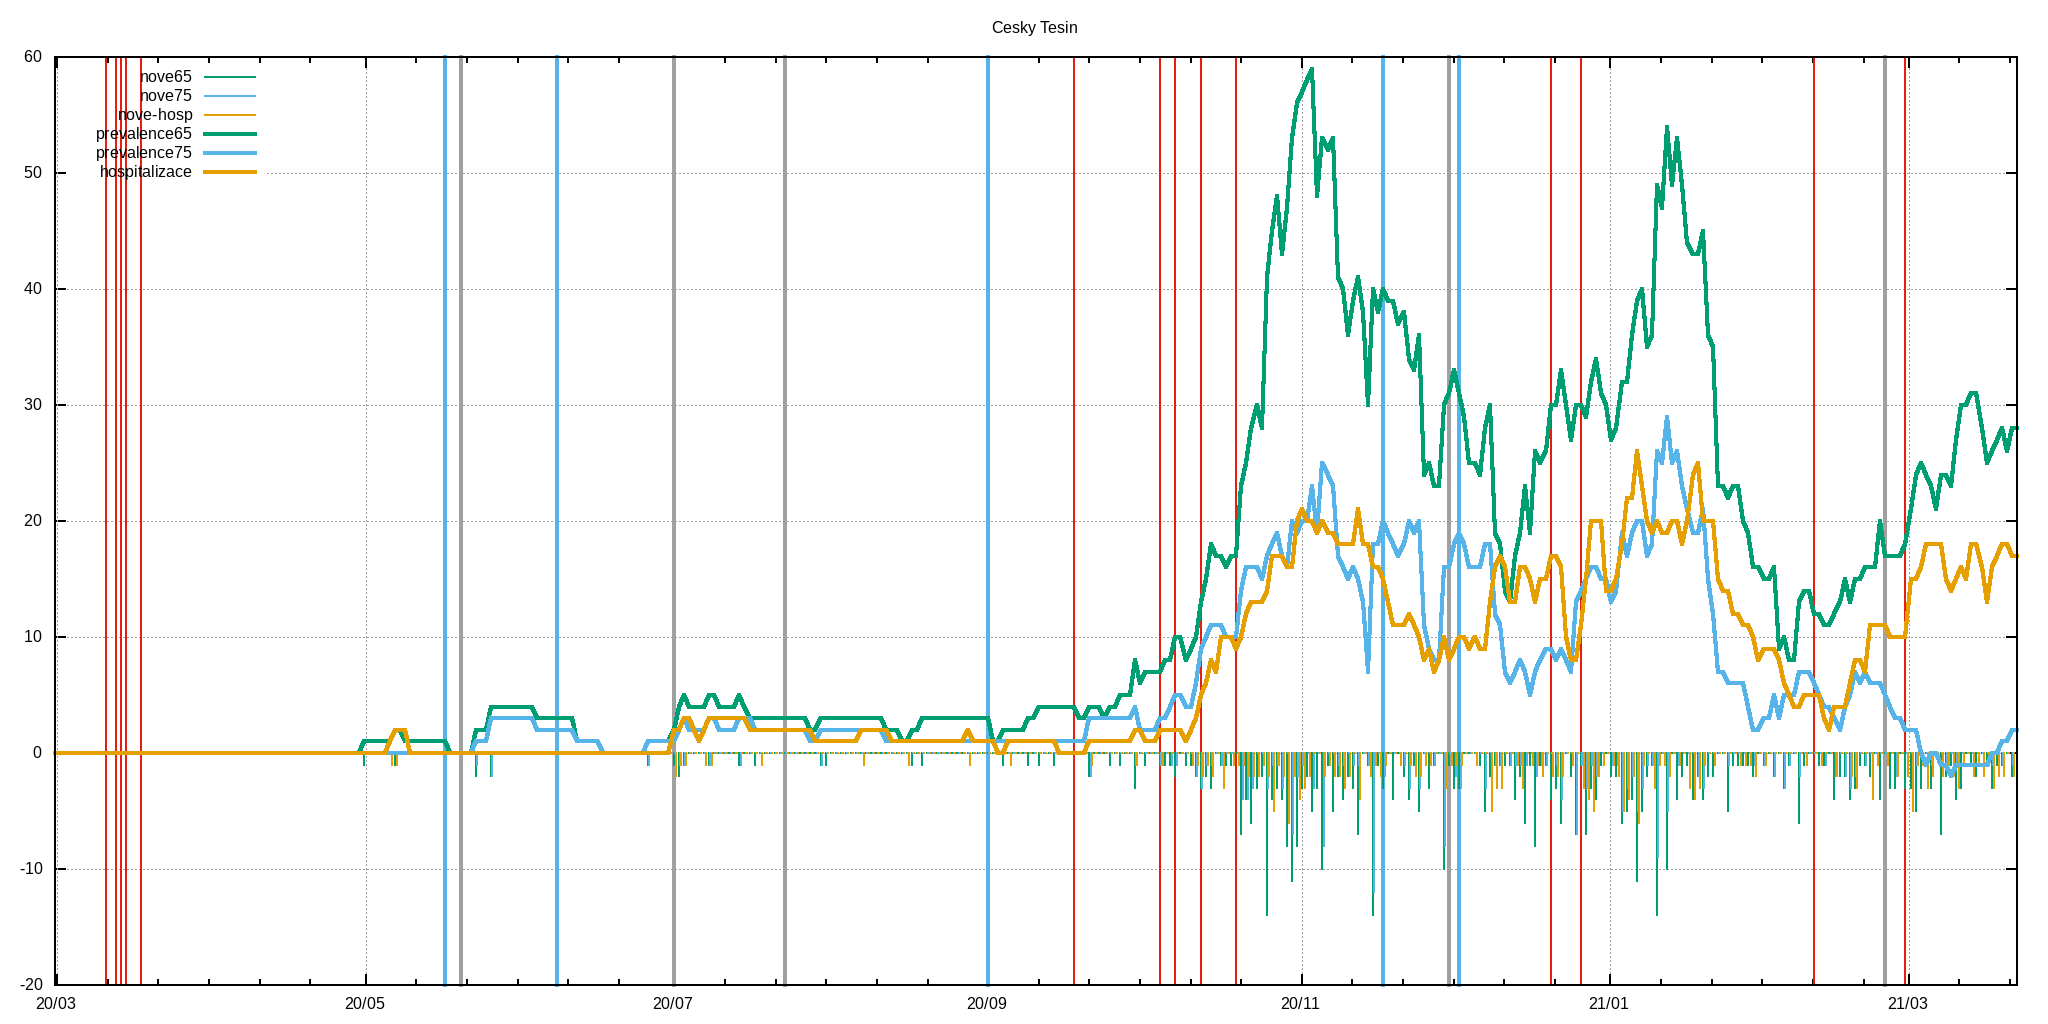 Cesky Tesin
60
50
40
30
20
10
0
-10
-20
nove65
nove75
nove-hosp
prevalence65
prevalence75
hospitalizace
20/03 20/05 20/07 20/09 20/11 21/01 21/03